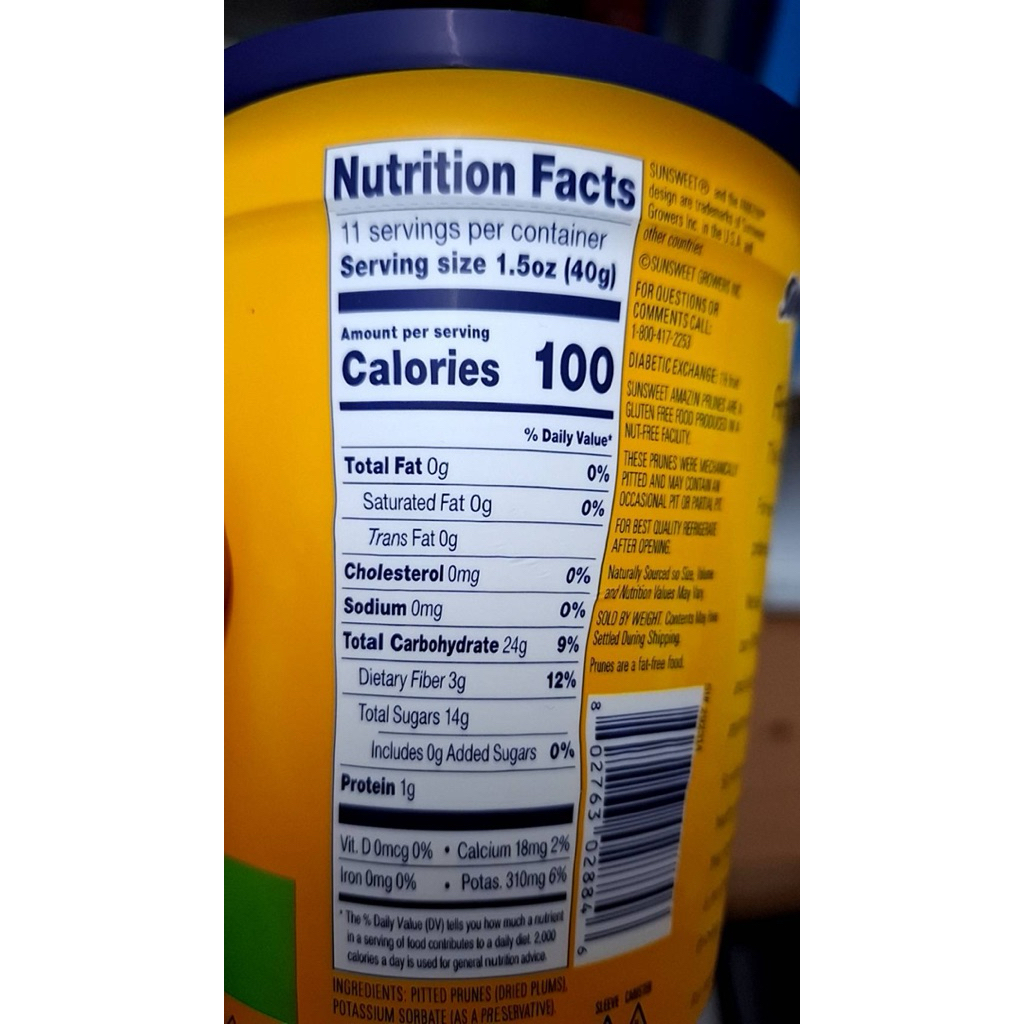 Nutrition Facts
11 servings per container
Serving size 1.5oz (40g)
Amount per serving
Calories 100
% Daily Value*
Total Fat 0g 0%
Saturated Fat 0g 0%
Trans Fat 0g
Cholesterol 0mg 0%
Sodium 0mg 0%
Total Carbohydrate 24g 9%
Dietary Fiber 3g 12%
Total Sugars 14g
Includes 0g Added Sugars 0%
Protein 1g
Vit. D 0mcg 0% • Calcium 18mg 2%
Iron 0mg 0% • Potas. 310mg 6%
* The % Daily Value (DV) tells you how much a nutrient
in a serving of food contributes to a daily diet. 2,000
calories a day is used for general nutrition advice.
INGREDIENTS: PITTED PRUNES (DRIED PLUMS),
POTASSIUM SORBATE (AS A PRESERVATIVE).
SUNSWEET® and the
design are trademarks of Sunsweet
Growers Inc. in the U.S.A. and
other countries.
©SUNSWEET GROWERS INC.
FOR QUESTIONS OR
COMMENTS CALL:
1-800-417-2253
DIABETIC EXCHANGE:
SUNSWEET AMAZIN PRUNES ARE A
GLUTEN FREE FOOD PRODUCED IN A
NUT-FREE FACILITY.
THESE PRUNES WERE MECHANICALLY
PITTED AND MAY CONTAIN AN
OCCASIONAL PIT OR PARTIAL PIT.
FOR BEST QUALITY REFRIGERATE
AFTER OPENING.
Naturally Sourced so Size, Volume
and Nutrition Values May Vary.
SOLD BY WEIGHT. Contents May Have
Settled During Shipping.
Prunes are a fat-free food.
8 02763 02884 6
SLEEVE CANISTER